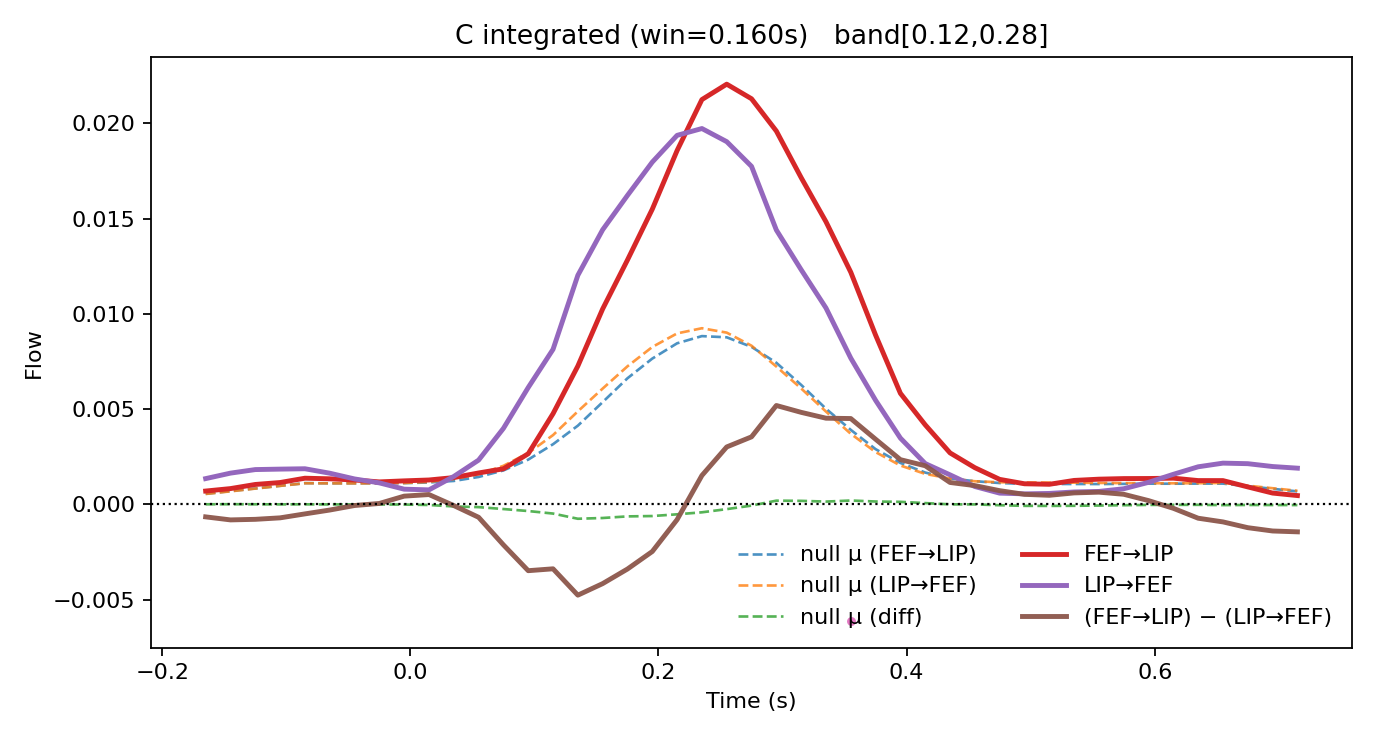 C integrated (win=0.160s)   band[0.12,0.28]
Flow
0.020
0.015
0.010
0.005
0.000
−0.005
null μ (FEF→LIP)
null μ (LIP→FEF)
null μ (diff)
FEF→LIP
LIP→FEF
(FEF→LIP) − (LIP→FEF)
−0.2 0.0 0.2 0.4 0.6
Time (s)